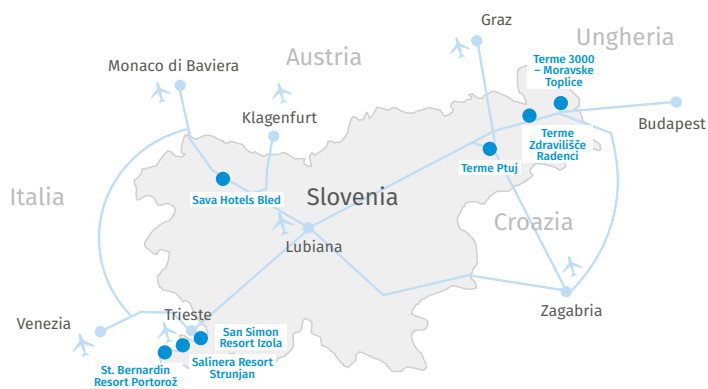 Graz
Austria
Ungheria
Monaco di Baviera
Terme 3000
– Moravske
Toplice
Klagenfurt
Budapest
Terme
Zdravilišče
Radenci
Terme Ptuj
Italia
Sava Hotels Bled
Slovenia
Croazia
Lubiana
Zagabria
Trieste
Venezia
San Simon
Resort Izola
St. Bernardin
Resort Portorož
Salinera Resort
Strunjan